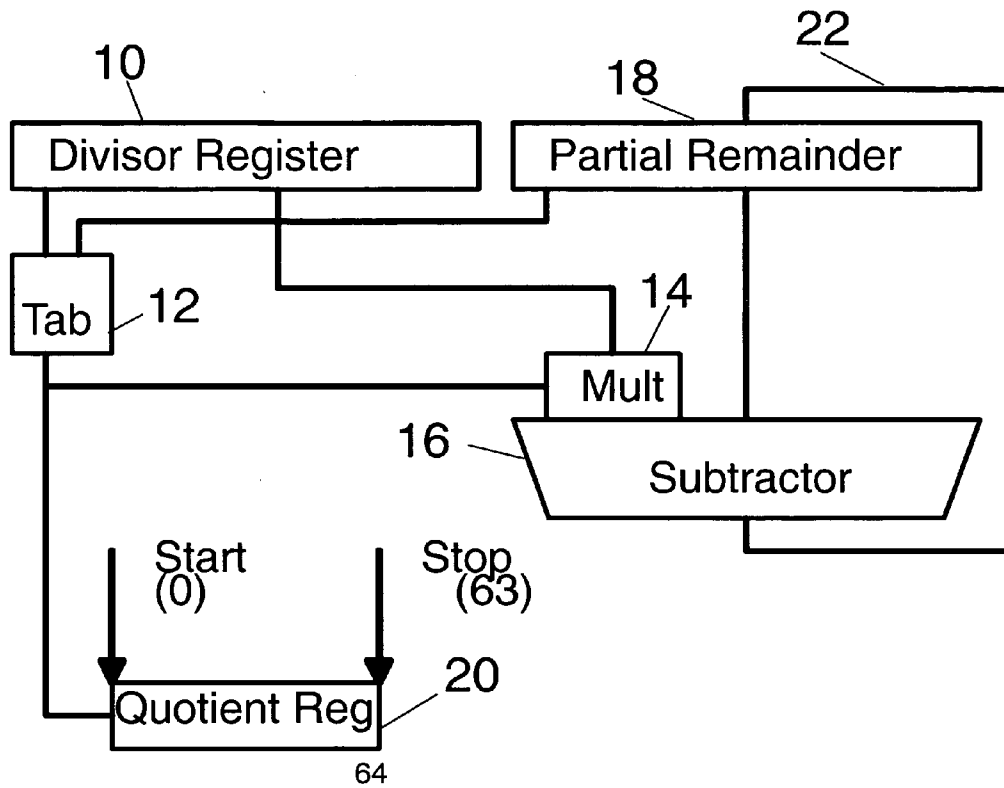 22
10
18
Divisor Register
Partial Remainder
Tab
12
14
Mult
16
Subtractor
Start
(0)
Stop
(63)
Quotient Reg
20
64